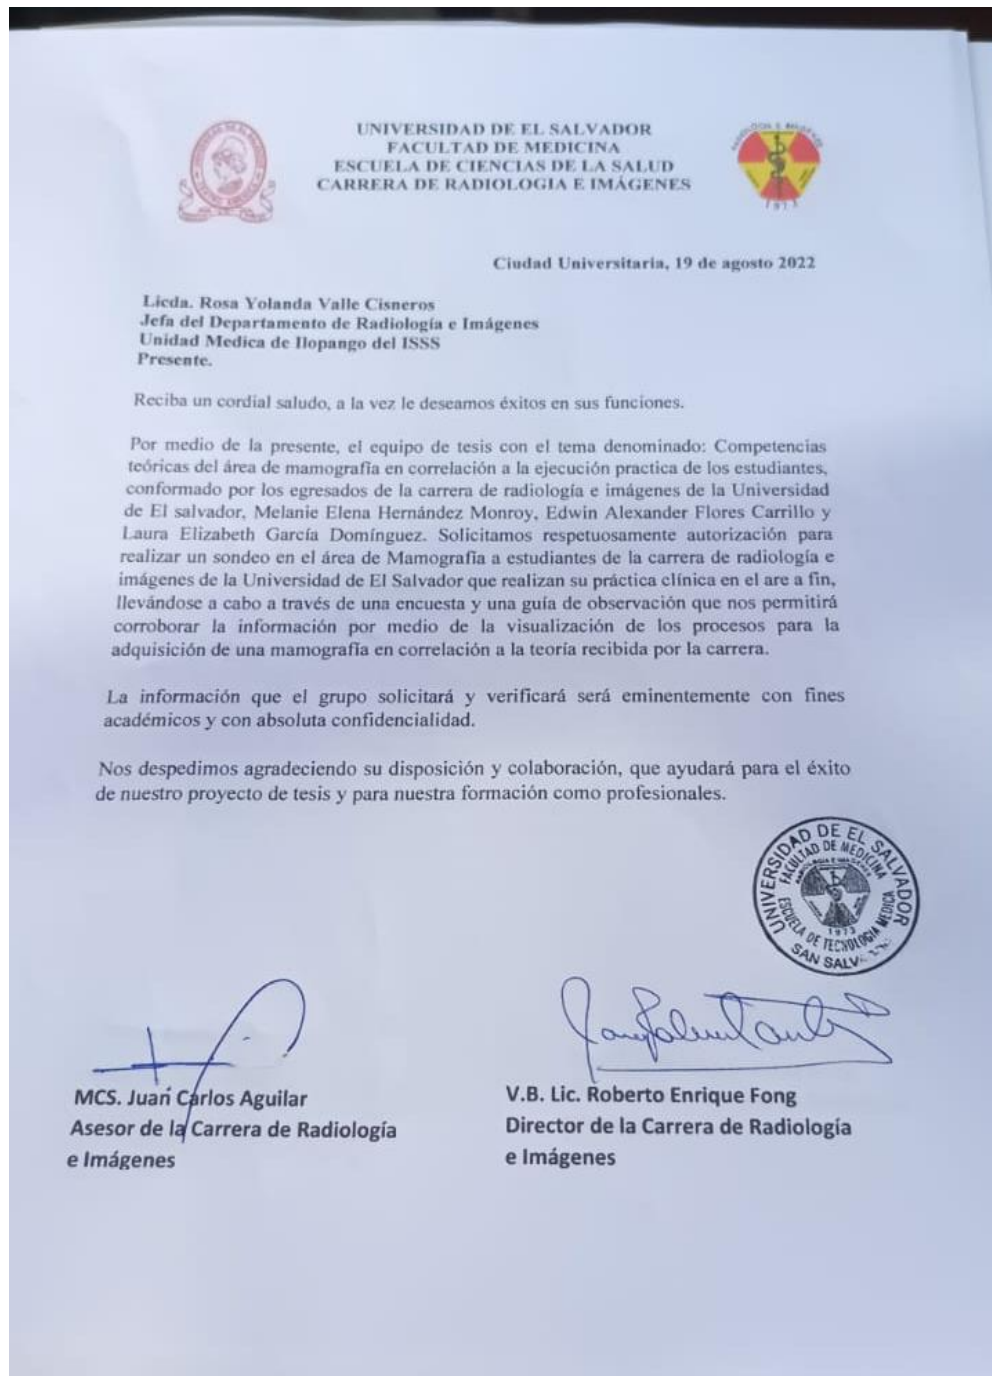 UNIVERSIDAD DE EL SALVADOR
FACULTAD DE MEDICINA
ESCUELA DE CIENCIAS DE LA SALUD
CARRERA DE RADIOLOGIA E IMÁGENES
1973
Ciudad Universitaria, 19 de agosto 2022
Licda. Rosa Yolanda Valle Cisneros
Jefa del Departamento de Radiología e Imágenes
Unidad Medica de Ilopango del ISSS
Presente.
Reciba un cordial saludo, a la vez le deseamos éxitos en sus funciones.
Por medio de la presente, el equipo de tesis con el tema denominado: Competencias
teóricas del área de mamografía en correlación a la ejecución practica de los estudiantes,
conformado por los egresados de la carrera de radiología e imágenes de la Universidad
de El salvador, Melanie Elena Hernández Monroy, Edwin Alexander Flores Carrillo y
Laura Elizabeth García Domínguez. Solicitamos respetuosamente autorización para
realizar un sondeo en el área de Mamografía a estudiantes de la carrera de radiología e
imágenes de la Universidad de El Salvador que realizan su práctica clínica en el are a fin,
llevándose a cabo a través de una encuesta y una guía de observación que nos permitirá
corroborar la información por medio de la visualización de los procesos para la
adquisición de una mamografía en correlación a la teoría recibida por la carrera.
La información que el grupo solicitará y verificará será eminentemente con fines
académicos y con absoluta confidencialidad.
Nos despedimos agradeciendo su disposición y colaboración, que ayudará para el éxito
de nuestro proyecto de tesis y para nuestra formación como profesionales.
UNIVERSIDAD DE EL SALVADOR
FACULTAD DE MEDICINA
RADIOLOGIA E IMAGENES
1973
ESCUELA DE TECNOLOGIA MEDICA
SAN
MCS. Juan Carlos Aguilar
Asesor de la Carrera de Radiología
e Imágenes
V.B. Lic. Roberto Enrique Fong
Director de la Carrera de Radiología
e Imágenes